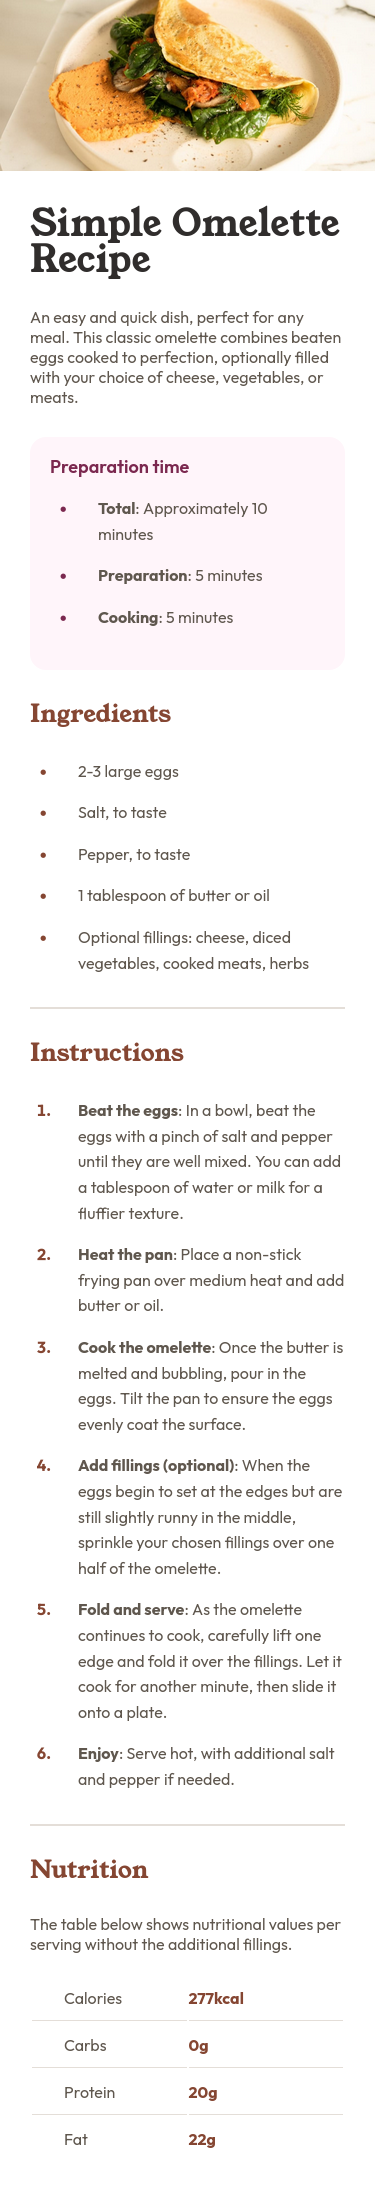 Simple Omelette
Recipe
An easy and quick dish, perfect for any
meal. This classic omelette combines beaten
eggs cooked to perfection, optionally filled
with your choice of cheese, vegetables, or
meats.
Preparation time
• Total: Approximately 10
minutes
• Preparation: 5 minutes
• Cooking: 5 minutes
Ingredients
• 2-3 large eggs
• Salt, to taste
• Pepper, to taste
• 1 tablespoon of butter or oil
• Optional fillings: cheese, diced
vegetables, cooked meats, herbs
Instructions
1. Beat the eggs: In a bowl, beat the
eggs with a pinch of salt and pepper
until they are well mixed. You can add
a tablespoon of water or milk for a
fluffier texture.
2. Heat the pan: Place a non-stick
frying pan over medium heat and add
butter or oil.
3. Cook the omelette: Once the butter is
melted and bubbling, pour in the
eggs. Tilt the pan to ensure the eggs
evenly coat the surface.
4. Add fillings (optional): When the
eggs begin to set at the edges but are
still slightly runny in the middle,
sprinkle your chosen fillings over one
half of the omelette.
5. Fold and serve: As the omelette
continues to cook, carefully lift one
edge and fold it over the fillings. Let it
cook for another minute, then slide it
onto a plate.
6. Enjoy: Serve hot, with additional salt
and pepper if needed.
Nutrition
The table below shows nutritional values per
serving without the additional fillings.
Calories 277kcal
Carbs 0g
Protein 20g
Fat 22g